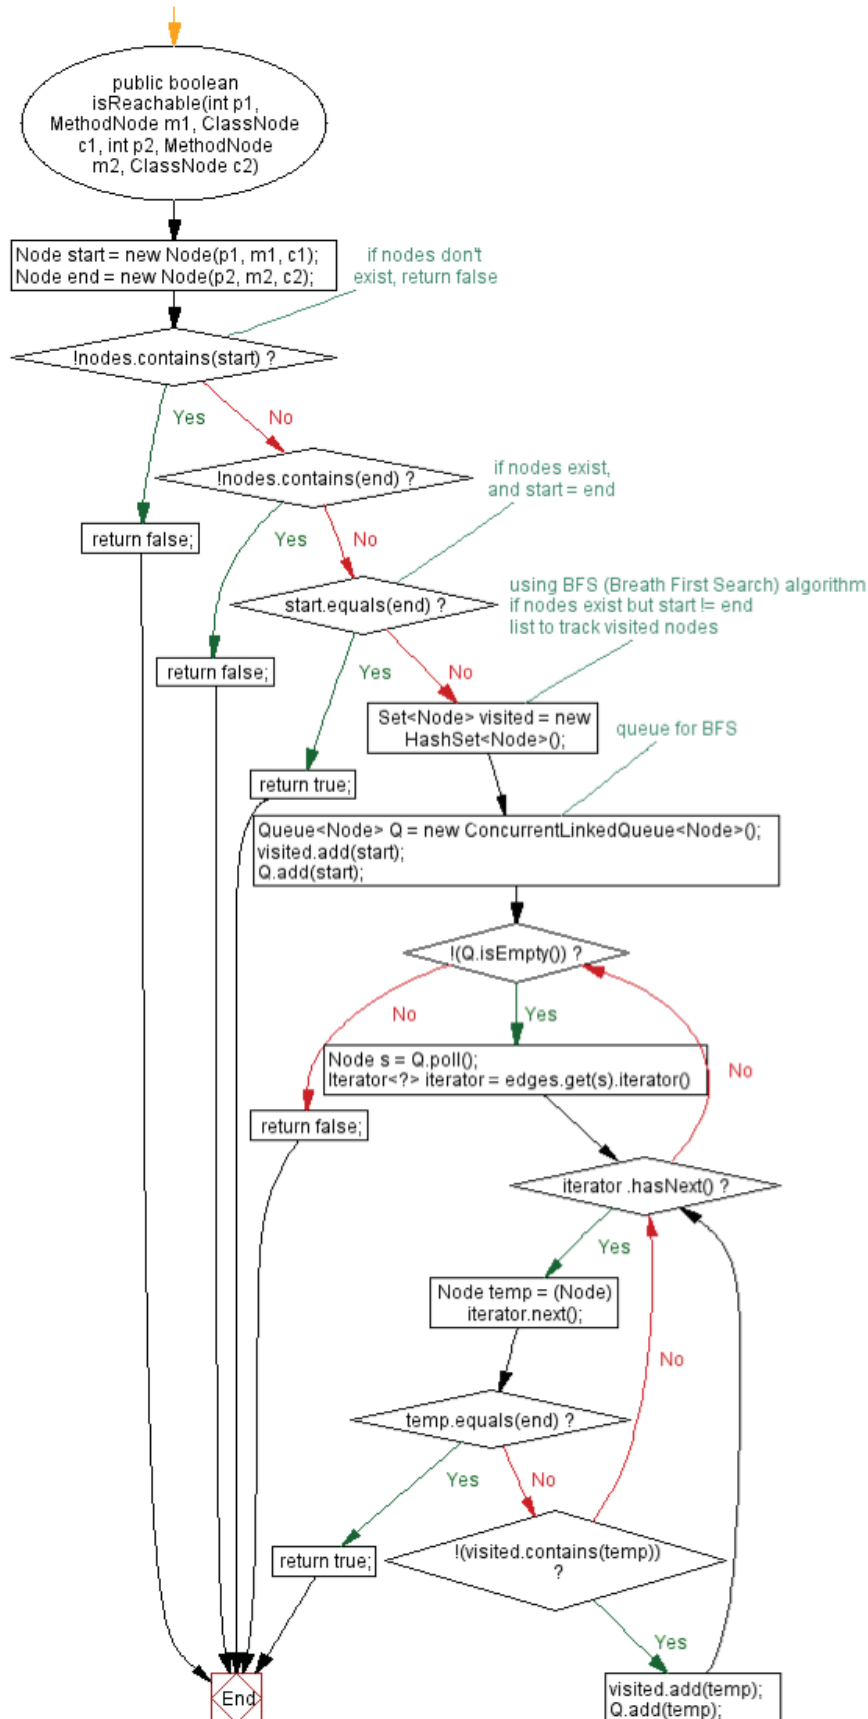 public boolean
isReachable(int p1,
MethodNode m1, ClassNode
c1, int p2, MethodNode
m2, ClassNode c2)
Node start = new Node(p1, m1, c1);
Node end = new Node(p2, m2, c2);
if nodes don't
exist, return false
!nodes.contains(start) ?
Yes
No
!nodes.contains(end) ?
if nodes exist,
and start = end
return false;
Yes
No
start.equals(end) ?
using BFS (Breath First Search) algorithm
if nodes exist but start != end
list to track visited nodes
return false;
Yes
No
Set<Node> visited = new
HashSet<Node>();
queue for BFS
return true;
Queue<Node> Q = new ConcurrentLinkedQueue<Node>();
visited.add(start);
Q.add(start);
!(Q.isEmpty()) ?
No
Yes
Node s = Q.poll();
Iterator<?> iterator = edges.get(s).iterator()
No
return false;
iterator .hasNext() ?
Yes
Node temp = (Node)
iterator.next();
No
temp.equals(end) ?
Yes
No
return true;
!(visited.contains(temp))
?
Yes
End
visited.add(temp);
Q.add(temp);